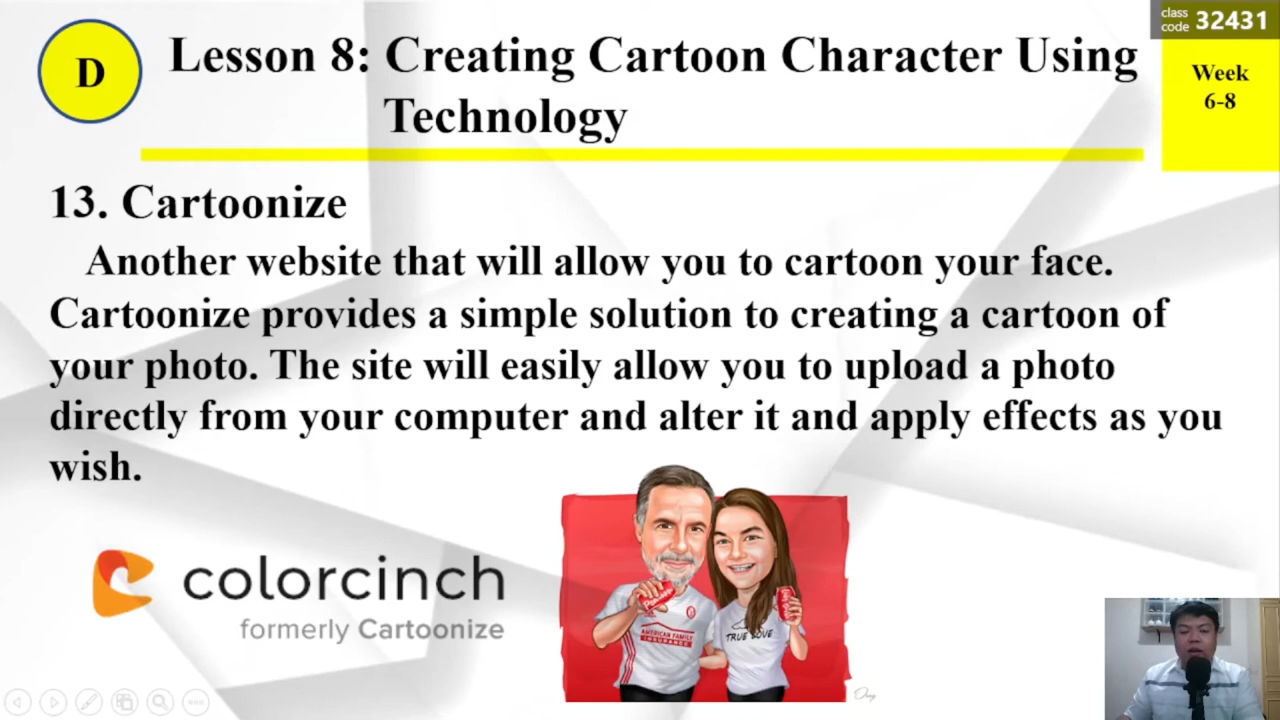 class
code 32431
D
Lesson 8: Creating Cartoon Character Using
Technology
Week
6-8
13. Cartoonize
Another website that will allow you to cartoon your face.
Cartoonize provides a simple solution to creating a cartoon of
your photo. The site will easily allow you to upload a photo
directly from your computer and alter it and apply effects as you
wish.
colorcinch
formerly Cartoonize
AMERICAN FAMILY
INSURANCE
TRUE LOVE